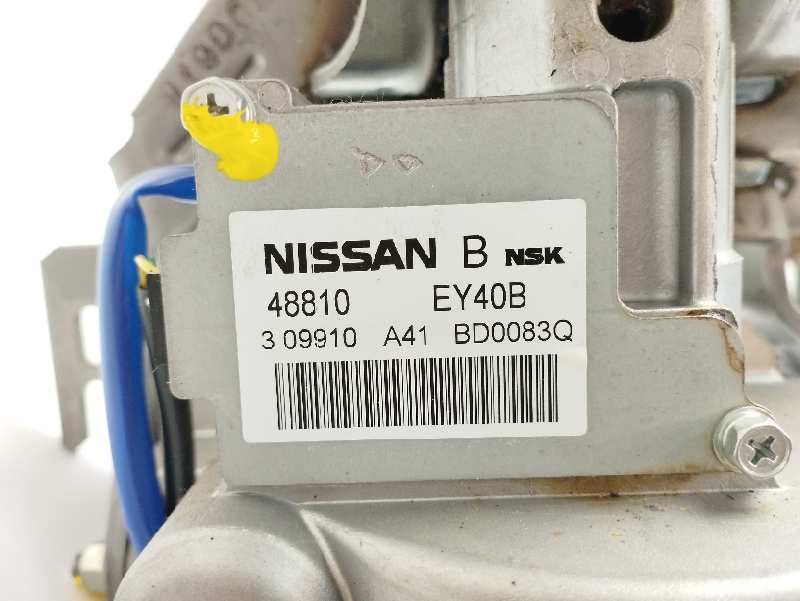 NISSAN B NSK
48810 EY40B
3 09910 A41 BD0083Q